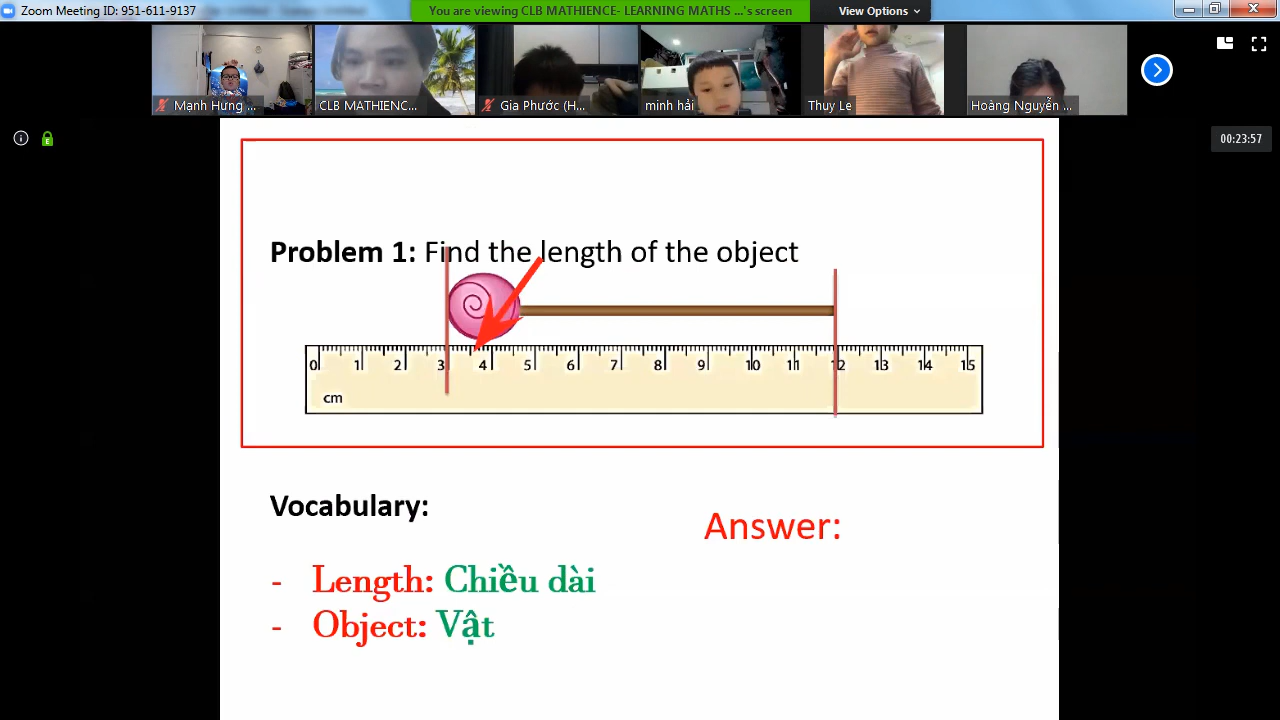 Zoom Meeting ID: 951-611-9137
You are viewing CLB MATHIENCE- LEARNING MATHS ...'s screen
View Options
Mạnh Hưng ...
CLB MATHIENC...
Gia Phước (H...
minh hải
Thuy Le
Hoàng Nguyễn ...
E
00:23:57
Problem 1: Find the length of the object
0 1 2 3 4 5 6 7 8 9 10 11 12 13 14 15
cm
Vocabulary:
Answer:
- Length: Chiều dài
- Object: Vật